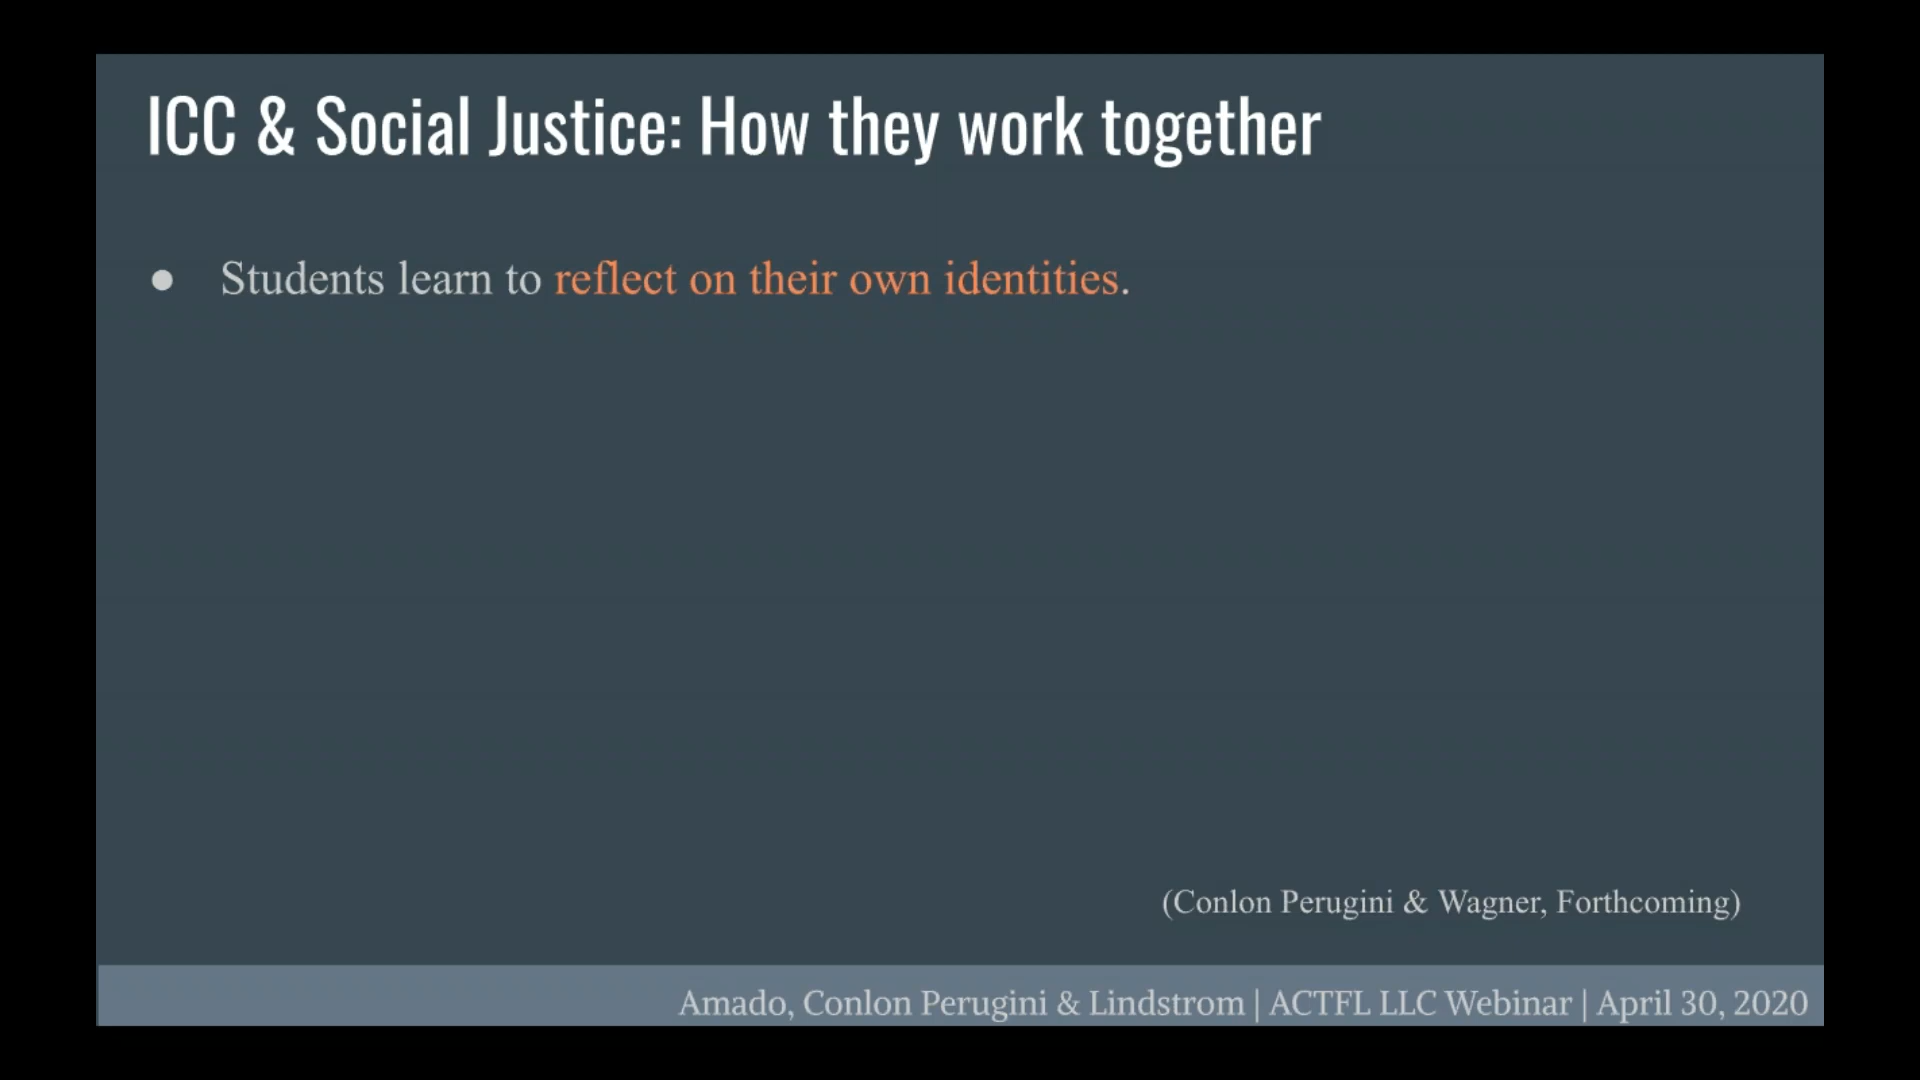 ICC & Social Justice: How they work together
● Students learn to reflect on their own identities.
(Conlon Perugini & Wagner, Forthcoming)
Amado, Conlon Perugini & Lindstrom | ACTFL LLC Webinar | April 30, 2020